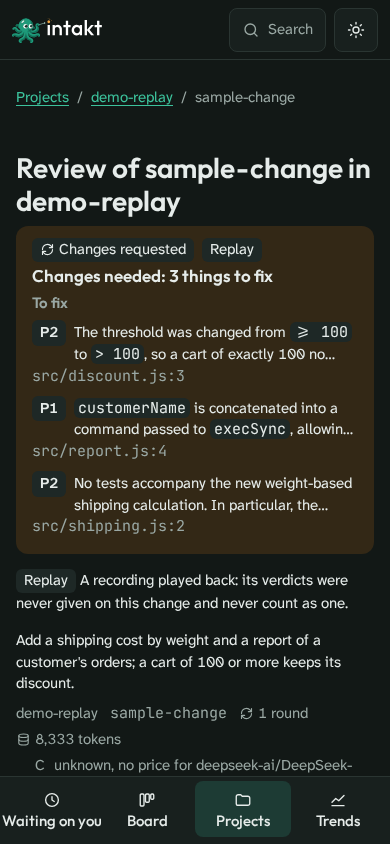 intakt
Search
Projects / demo-replay / sample-change
Review of sample-change in
demo-replay
Changes requested
Replay
Changes needed: 3 things to fix
To fix
P2 The threshold was changed from >= 100
to > 100, so a cart of exactly 100 no…
src/discount.js:3
P1 customerName is concatenated into a
command passed to execSync, allowin…
src/report.js:4
P2 No tests accompany the new weight-based
shipping calculation. In particular, the…
src/shipping.js:2
Replay A recording played back: its verdicts were
never given on this change and never count as one.
Add a shipping cost by weight and a report of a
customer's orders; a cart of 100 or more keeps its
discount.
demo-replay sample-change 1 round
8,333 tokens
C unknown, no price for deepseek-ai/DeepSeek-
Waiting on you
Board
Projects
Trends